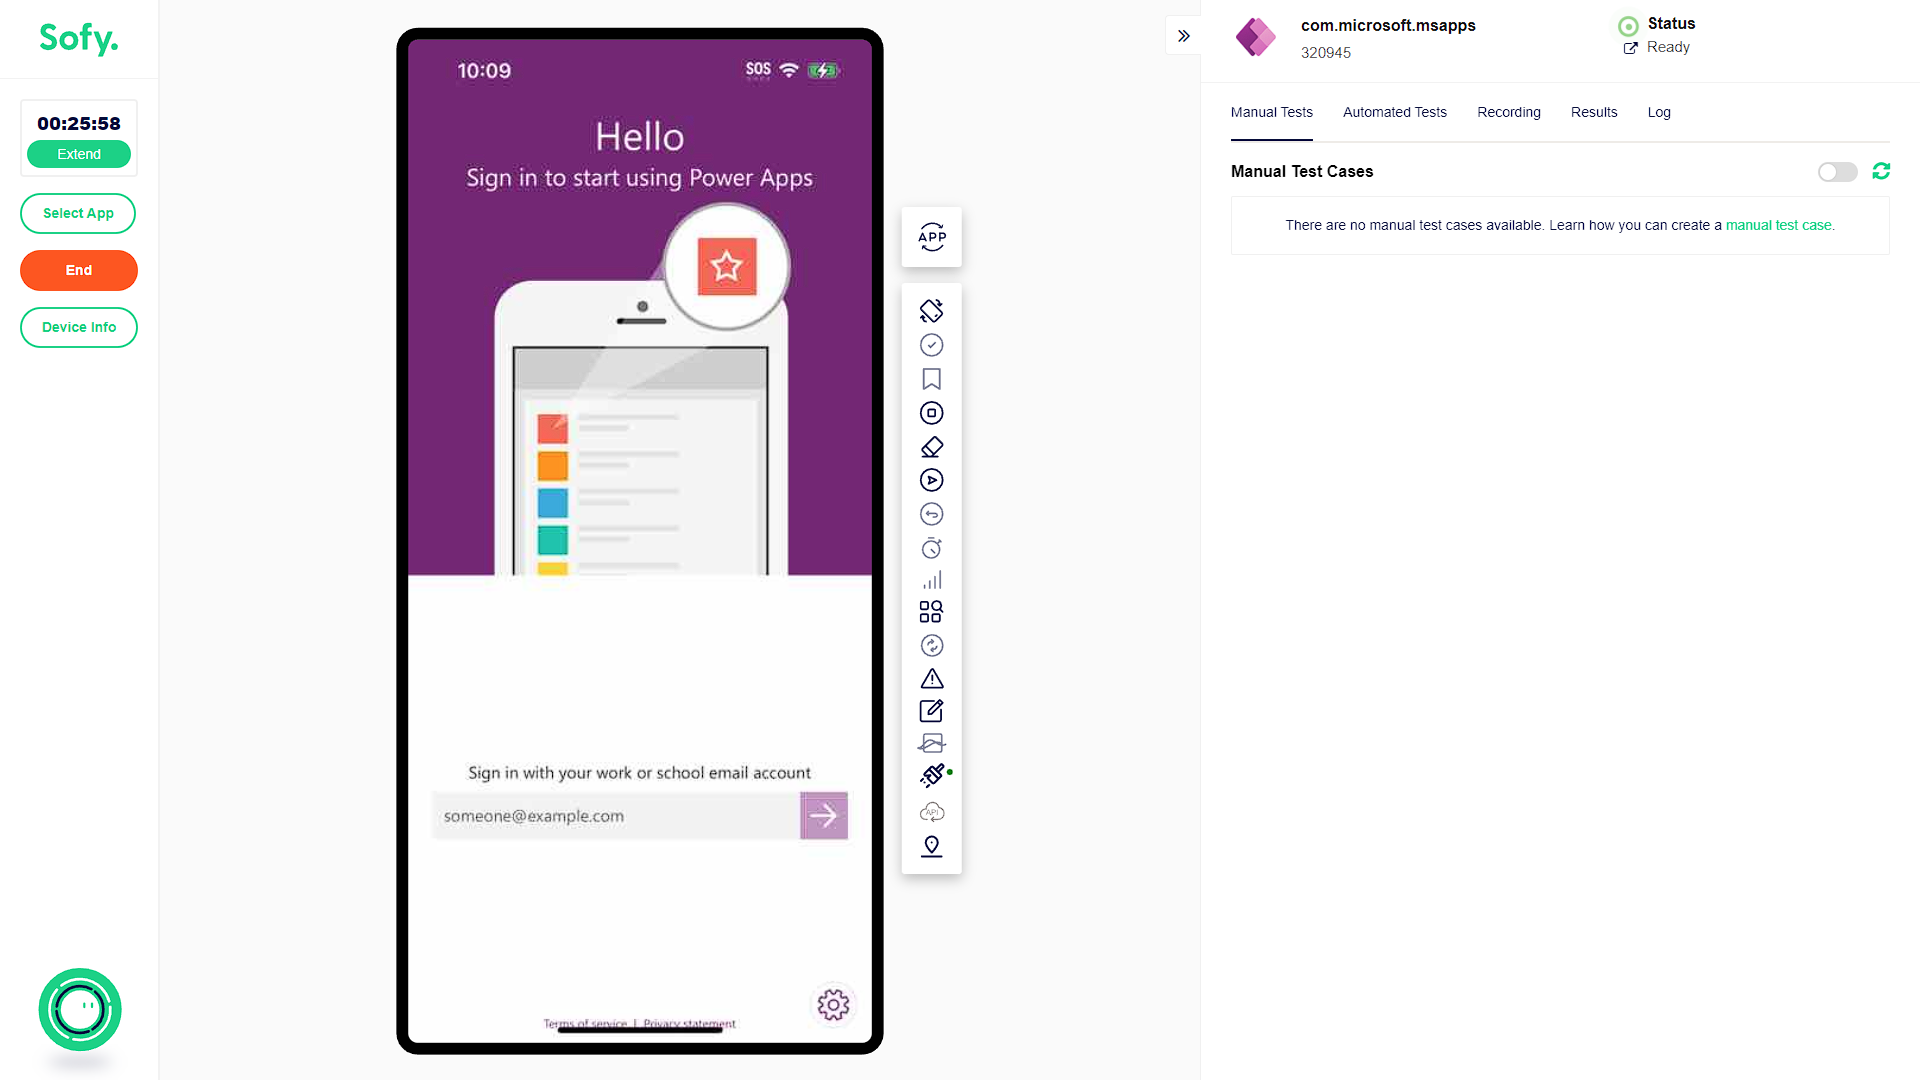 Sofy.
00:25:58
Extend
Select App
End
Device Info
10:09
SOS
Hello
Sign in to start using Power Apps
Sign in with your work or school email account
someone@example.com
Terms of service | Privacy statement
APP
API
com.microsoft.msapps
320945
Status
Ready
Manual Tests
Automated Tests
Recording
Results
Log
Manual Test Cases
There are no manual test cases available. Learn how you can create a manual test case.